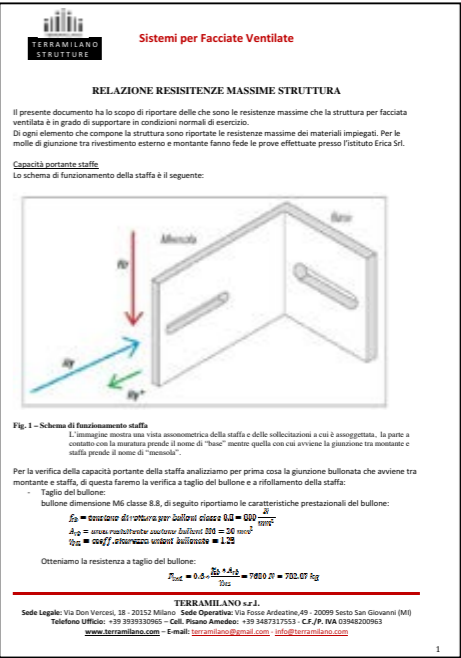 TERRAMILANO
STRUTTURE
Sistemi per Facciate Ventilate
RELAZIONE RESISITENZE MASSIME STRUTTURA
Il presente documento ha lo scopo di riportare delle che sono le resistenze massime che la struttura per facciata
ventilata è in grado di supportare in condizioni normali di esercizio.
Di ogni elemento che compone la struttura sono riportate le resistenze massime dei materiali impiegati. Per le
molle di giunzione tra rivestimento esterno e montante fanno fede le prove effettuate presso l'istituto Erica Srl.
Capacità portante staffe
Lo schema di funzionamento della staffa è il seguente:
Base
Mensola
Fig. 1 – Schema di funzionamento staffa
L'immagine mostra una vista assonometrica della staffa e delle sollecitazioni a cui è assoggettata, la parte a
contatto con la muratura prende il nome di "base" mentre quella con cui avviene la giunzione tra montante e
staffa prende il nome di "mensola".
Per la verifica della capacità portante della staffa analizziamo per prima cosa la giunzione bullonata che avviene tra
montante e staffa, di questa faremo la verifica a taglio del bullone e a rifollamento della staffa:
- Taglio del bullone:
bullone dimensione M6 classe 8.8, di seguito riportiamo le caratteristiche prestazionali del bullone:
Otteniamo la resistenza a taglio del bullone:
TERRAMILANO s.r.l.
Sede Legale: Via Don Vercesi, 18 - 20152 Milano Sede Operativa: Via Fosse Ardeatine,49 - 20099 Sesto San Giovanni (MI)
Telefono Ufficio: +39 3939330965 – Cell. Pisano Amedeo: +39 3487317553 - C.F./P. IVA 03948200963
www.terramilano.com – E-mail: terramilano@gmail.com - info@terramilano.com
1